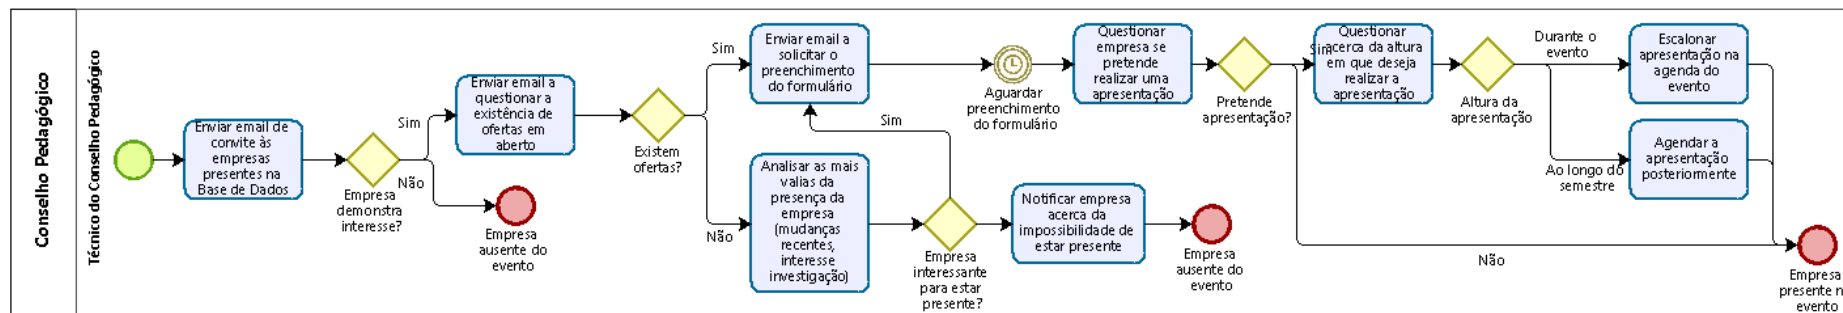 Conselho Pedagógico
Técnico do Conselho Pedagógico
Enviar email de
convite às
empresas
presentes na
Base de Dados
Empresa
demonstra
interesse?
Sim
Não
Enviar email a
questionar a
existência de
ofertas em
aberto
Empresa
ausente do
evento
Existem
ofertas?
Sim
Não
Enviar email a
solicitar o
preenchimento
do formulário
Analisar as mais
valias da
presença da
empresa
(mudanças
recentes,
interesse
investigação)
Sim
Empresa
interessante
para estar
presente?
Notificar empresa
acerca da
impossibilidade de
estar presente
Empresa
ausente do
evento
Aguardar
preenchimento
do formulário
Questionar
empresa se
pretende
realizar uma
apresentação
Pretende
apresentação?
Sim
Não
Questionar
acerca da altura
em que deseja
realizar a
apresentação
Altura da
apresentação
Durante o
evento
Ao longo do
semestre
Escalonar
apresentação na
agenda do
evento
Agendar a
apresentação
posteriormente
Empresa
presente n
evento